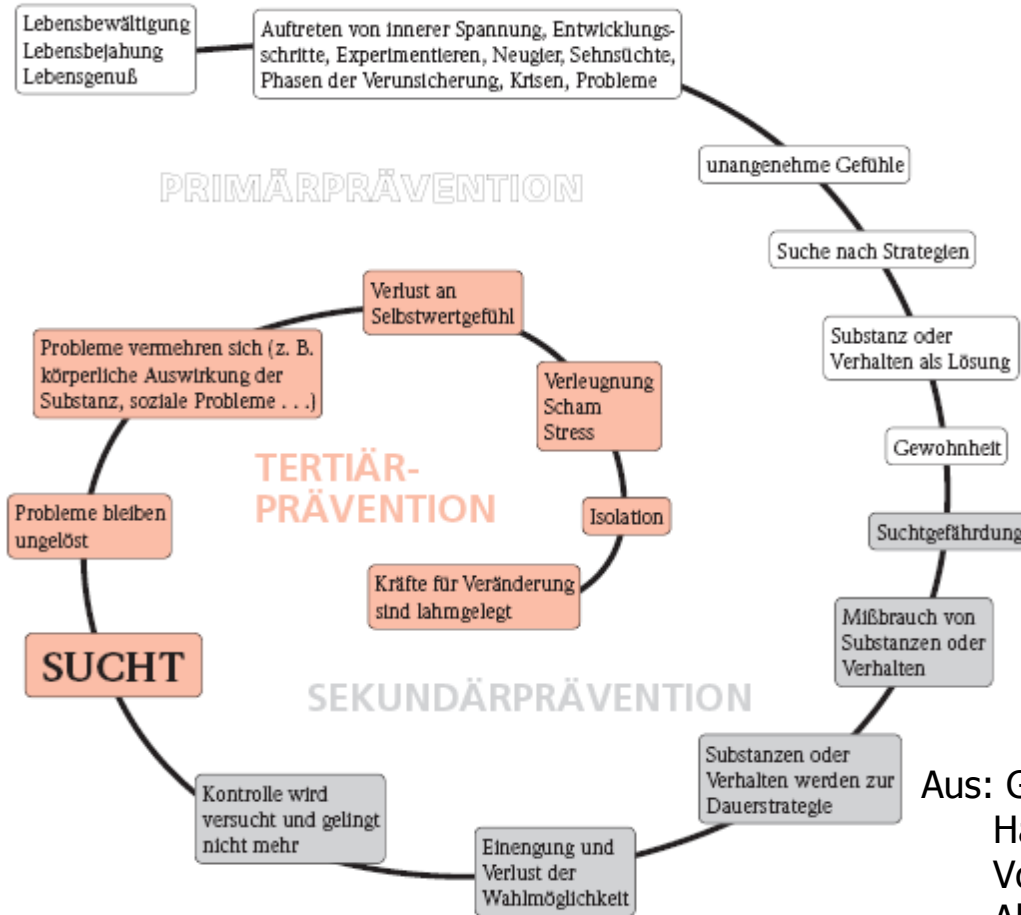 Lebensbewältigung
Lebensbejahung
Lebensgenuß
Auftreten von innerer Spannung, Entwicklungs-
schritte, Experimentieren, Neugier, Sehnsüchte,
Phasen der Verunsicherung, Krisen, Probleme
unangenehme Gefühle
Suche nach Strategien
Substanz oder
Verhalten als Lösung
Gewohnheit
Suchtgefährdung
Mißbrauch von
Substanzen oder
Verhalten
Substanzen oder
Verhalten werden zur
Dauerstrategie
Einengung und
Verlust der
Wahlmöglichkeit
Kontrolle wird
versucht und gelingt
nicht mehr
SUCHT
Probleme bleiben
ungelöst
Probleme vermehren sich (z. B.
körperliche Auswirkung der
Substanz, soziale Probleme . . .)
Verlust an
Selbstwertgefühl
Verleugnung
Scham
Stress
Isolation
Kräfte für Veränderung
sind lahmgelegt
PRIMÄRPRÄVENTION
TERTIÄR-
PRÄVENTION
SEKUNDÄRPRÄVENTION
Aus: